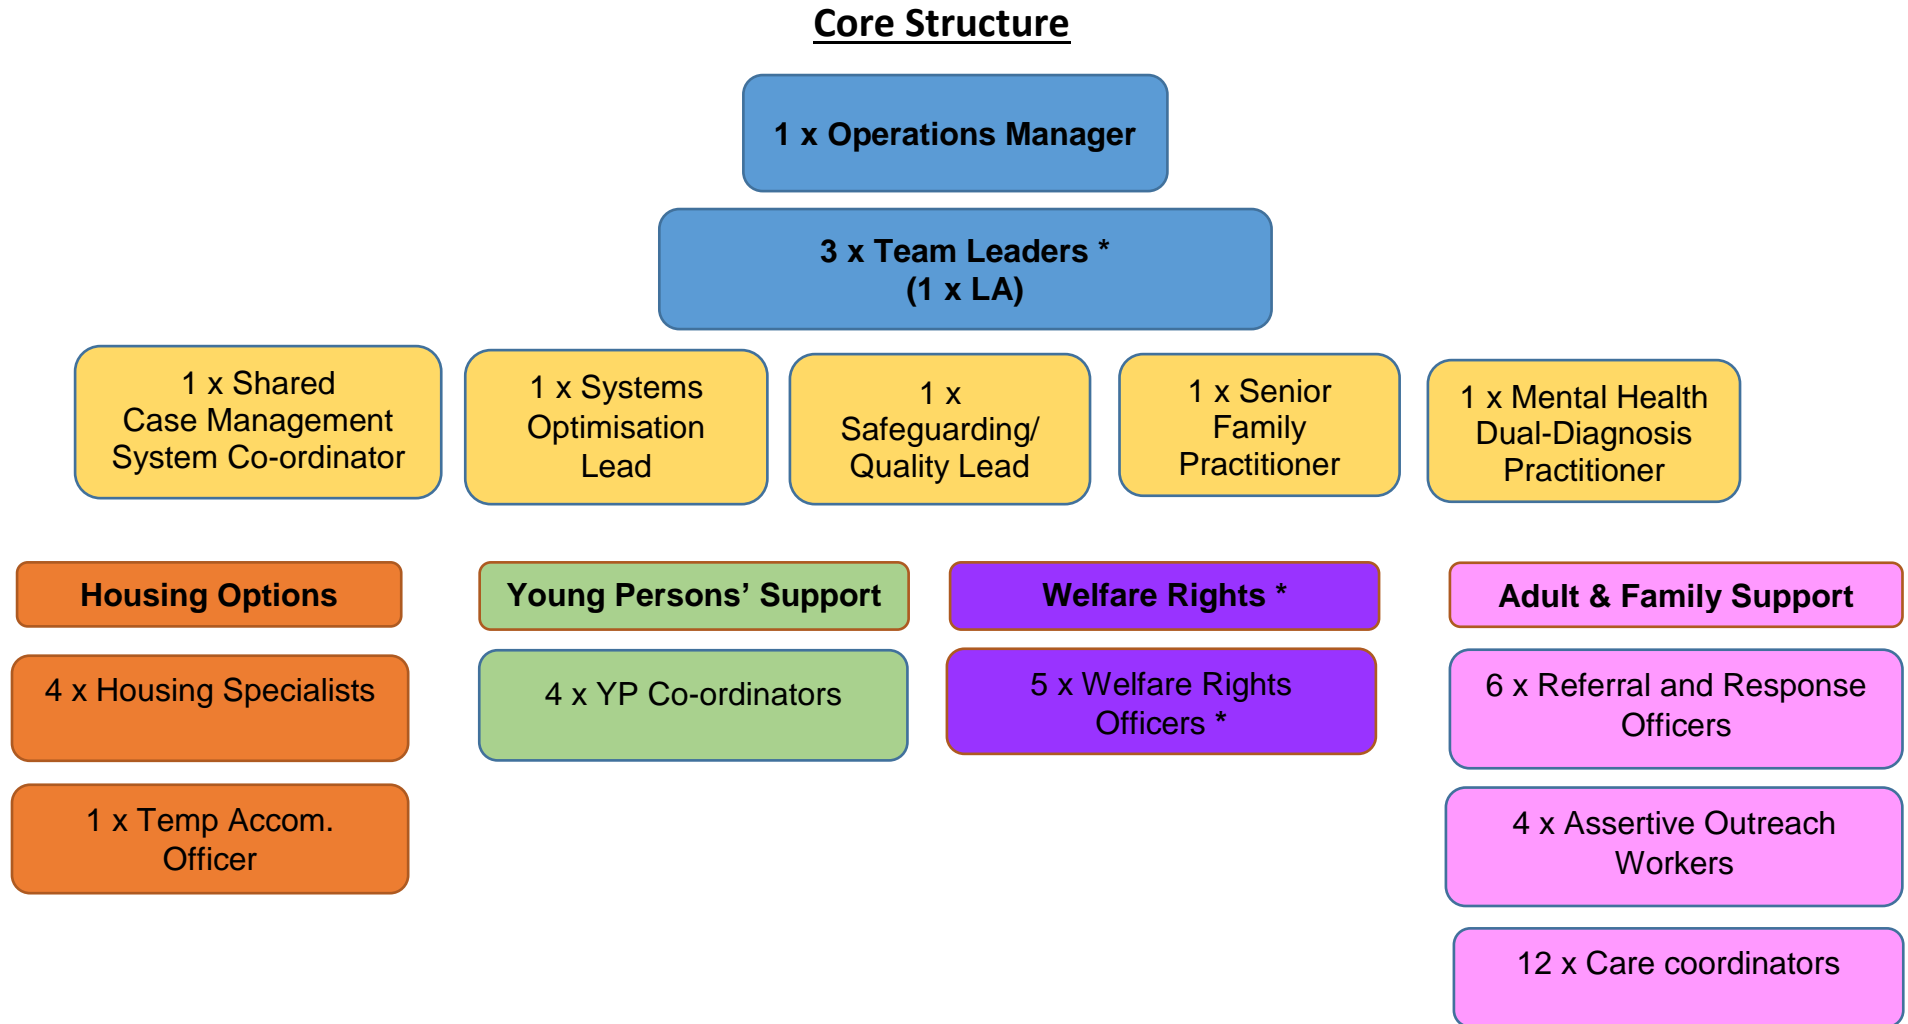 Core Structure
1 x Operations Manager
3 x Team Leaders *
(1 x LA)
1 x Shared
Case Management
System Co-ordinator
1 x Systems
Optimisation
Lead
1 x
Safeguarding/
Quality Lead
1 x Senior
Family
Practitioner
1 x Mental Health
Dual-Diagnosis
Practitioner
Housing Options
4 x Housing Specialists
1 x Temp Accom.
Officer
Young Persons’ Support
4 x YP Co-ordinators
Welfare Rights *
5 x Welfare Rights
Officers *
Adult & Family Support
6 x Referral and Response
Officers
4 x Assertive Outreach
Workers
12 x Care coordinators